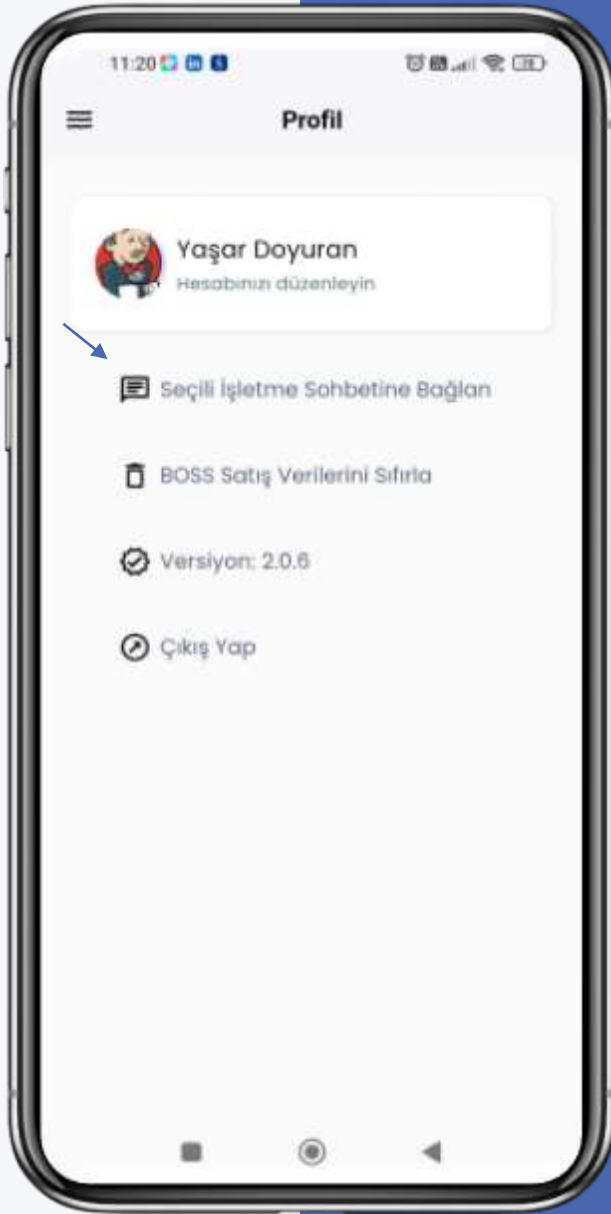 11:20
Profil
Yaşar Doyuran
Hesabınızı düzenleyin
Seçili İşletme Sohbetine Bağlan
BOSS Satış Verilerini Sıfırla
Versiyon: 2.0.6
Çıkış Yap